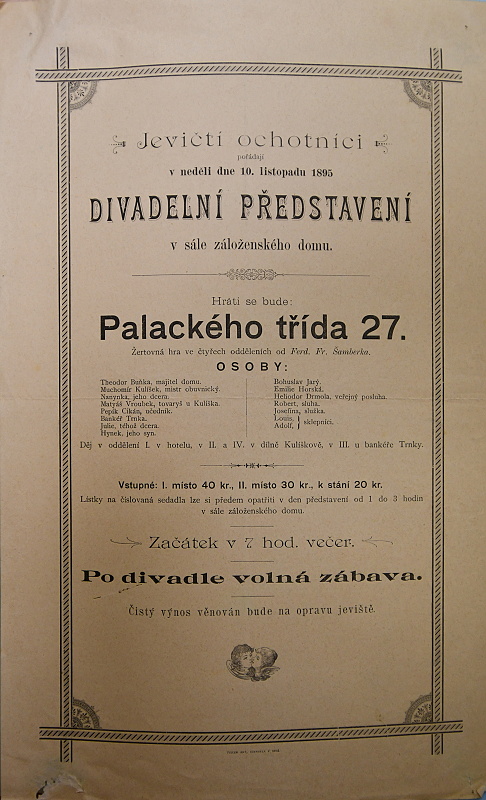 Jevičtí ochotníci
pořádají
v neděli dne 10. listopadu 1895
DIVADELNÍ PŘEDSTAVENÍ
v sále záloženského domu.
Hráti se bude:
Palackého třída 27.
Žertovná hra ve čtyřech odděleních od Ferd. Fr. Šamberka.
OSOBY:
Theodor Buňka, majitel domu.
Muchomír Kulíšek, mistr obuvnický.
Nanynka, jeho dcera.
Matyáš Vroubek, tovaryš u Kulíška.
Pepík Cikán, učedník.
Bankéř Trnka.
Julie, téhož dcera.
Hynek, jeho syn.
Bohuslav Jarý.
Emilie Horská.
Heliodor Drmola, veřejný posluha.
Robert, sluha.
Josefina, služka.
Louis, } sklepníci.
Adolf,
Děj v oddělení I. v hotelu, v II. a IV. v dílně Kulíškově, v III. u bankéře Trnky.
Vstupné: I. místo 40 kr., II. místo 30 kr., k stání 20 kr.
Lístky na číslovaná sedadla lze si předem opatřiti v den představení od 1 do 3 hodin
v sále záloženského domu.
Začátek v 7 hod. večer.
Po divadle volná zábava.
Čistý výnos věnován bude na opravu jeviště.